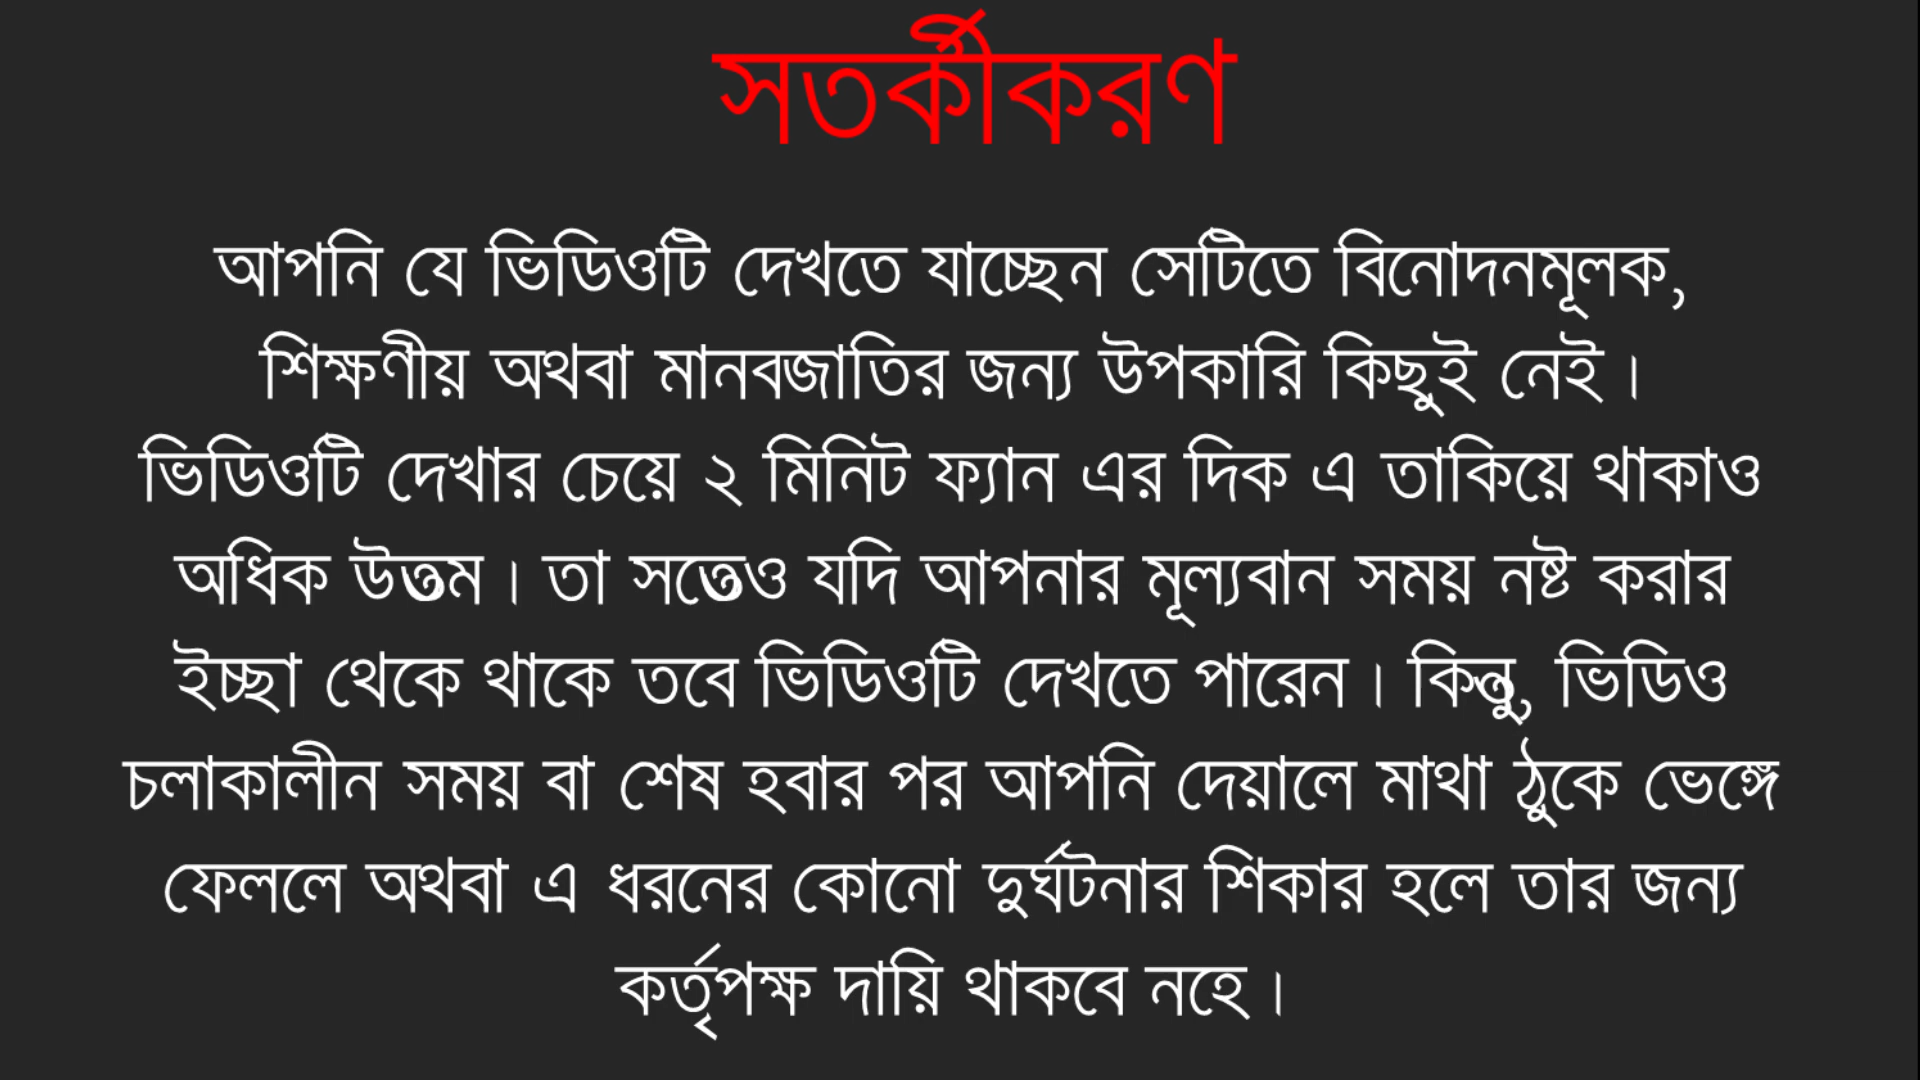 সতর্কীকরণ
আপনি যে ভিডিওটি দেখতে যাচ্ছেন সেটিতে বিনোদনমূলক,
শিক্ষণীয় অথবা মানবজাতির জন্য উপকারি কিছুই নেই।
ভিডিওটি দেখার চেয়ে ২ মিনিট ফ্যান এর দিক এ তাকিয়ে থাকাও
অধিক উত্তম। তা সত্তেও যদি আপনার মূল্যবান সময় নষ্ট করার
ইচ্ছা থেকে থাকে তবে ভিডিওটি দেখতে পারেন। কিন্তু, ভিডিও
চলাকালীন সময় বা শেষ হবার পর আপনি দেয়ালে মাথা ঠুকে ভেঙ্গে
ফেললে অথবা এ ধরনের কোনো দুর্ঘটনার শিকার হলে তার জন্য
কর্তৃপক্ষ দায়ি থাকবে নহে।